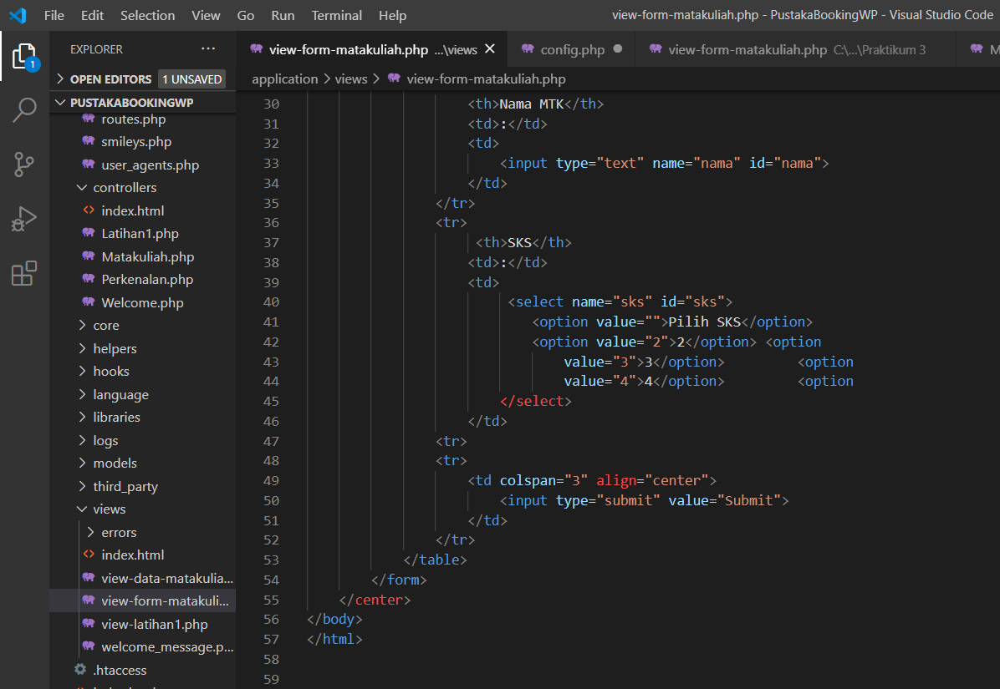 File Edit Selection View Go Run Terminal Help view-form-matakuliah.php - PustakaBookingWP - Visual Studio Code
1
EXPLORER ...
OPEN EDITORS 1 UNSAVED
PUSTAKABOOKINGWP
routes.php
smileys.php
user_agents.php
controllers
index.html
Latihan1.php
Matakuliah.php
Perkenalan.php
Welcome.php
core
helpers
hooks
language
libraries
logs
models
third_party
views
errors
index.html
view-data-matakulia...
view-form-matakuli...
view-latihan1.php
welcome_message.p...
.htaccess
view-form-matakuliah.php ...\views config.php view-form-matakuliah.php C:\...\Praktikum 3 M
application > views > view-form-matakuliah.php
30 <th>Nama MTK</th>
31 <td>:</td>
32 <td>
33 <input type="text" name="nama" id="nama">
34 </td>
35 </tr>
36 <tr>
37 <th>SKS</th>
38 <td>:</td>
39 <td>
40 <select name="sks" id="sks">
41 <option value="">Pilih SKS</option>
42 <option value="2">2</option> <option
43 value="3">3</option> <option
44 value="4">4</option> <option
45 </select>
46 </td>
47 <tr>
48 <tr>
49 <td colspan="3" align="center">
50 <input type="submit" value="Submit">
51 </td>
52 </tr>
53 </table>
54 </form>
55 </center>
56 </body>
57 </html>
58
59